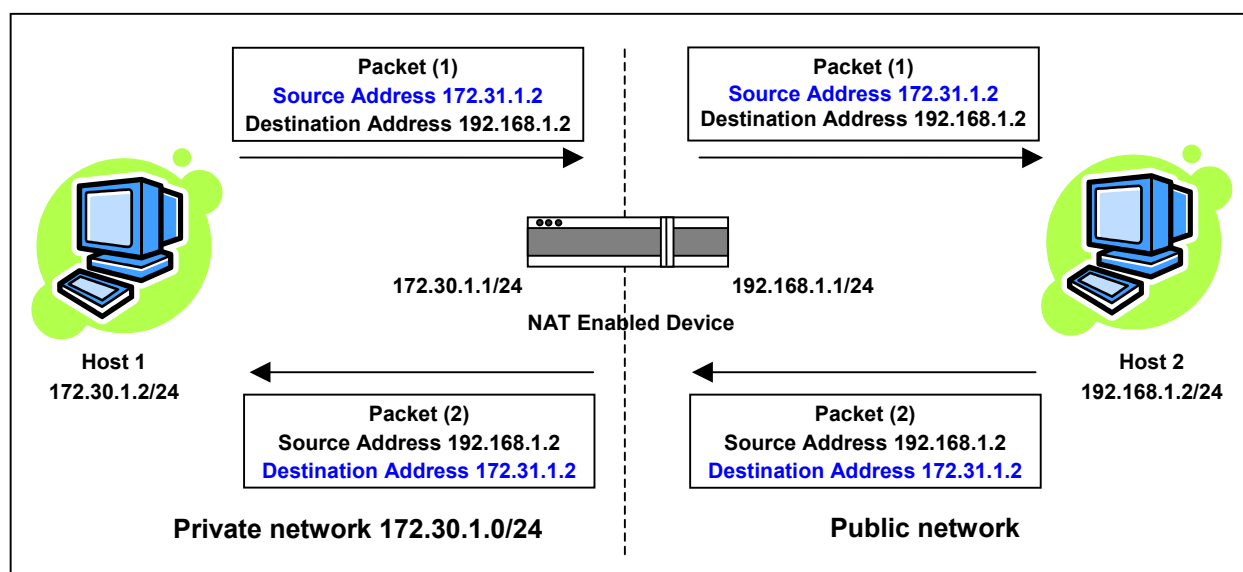 Packet (1)
Source Address 172.31.1.2
Destination Address 192.168.1.2
Packet (1)
Source Address 172.31.1.2
Destination Address 192.168.1.2
172.30.1.1/24
192.168.1.1/24
NAT Enabled Device
Host 1
172.30.1.2/24
Host 2
192.168.1.2/24
Packet (2)
Source Address 192.168.1.2
Destination Address 172.31.1.2
Packet (2)
Source Address 192.168.1.2
Destination Address 172.31.1.2
Private network 172.30.1.0/24
Public network